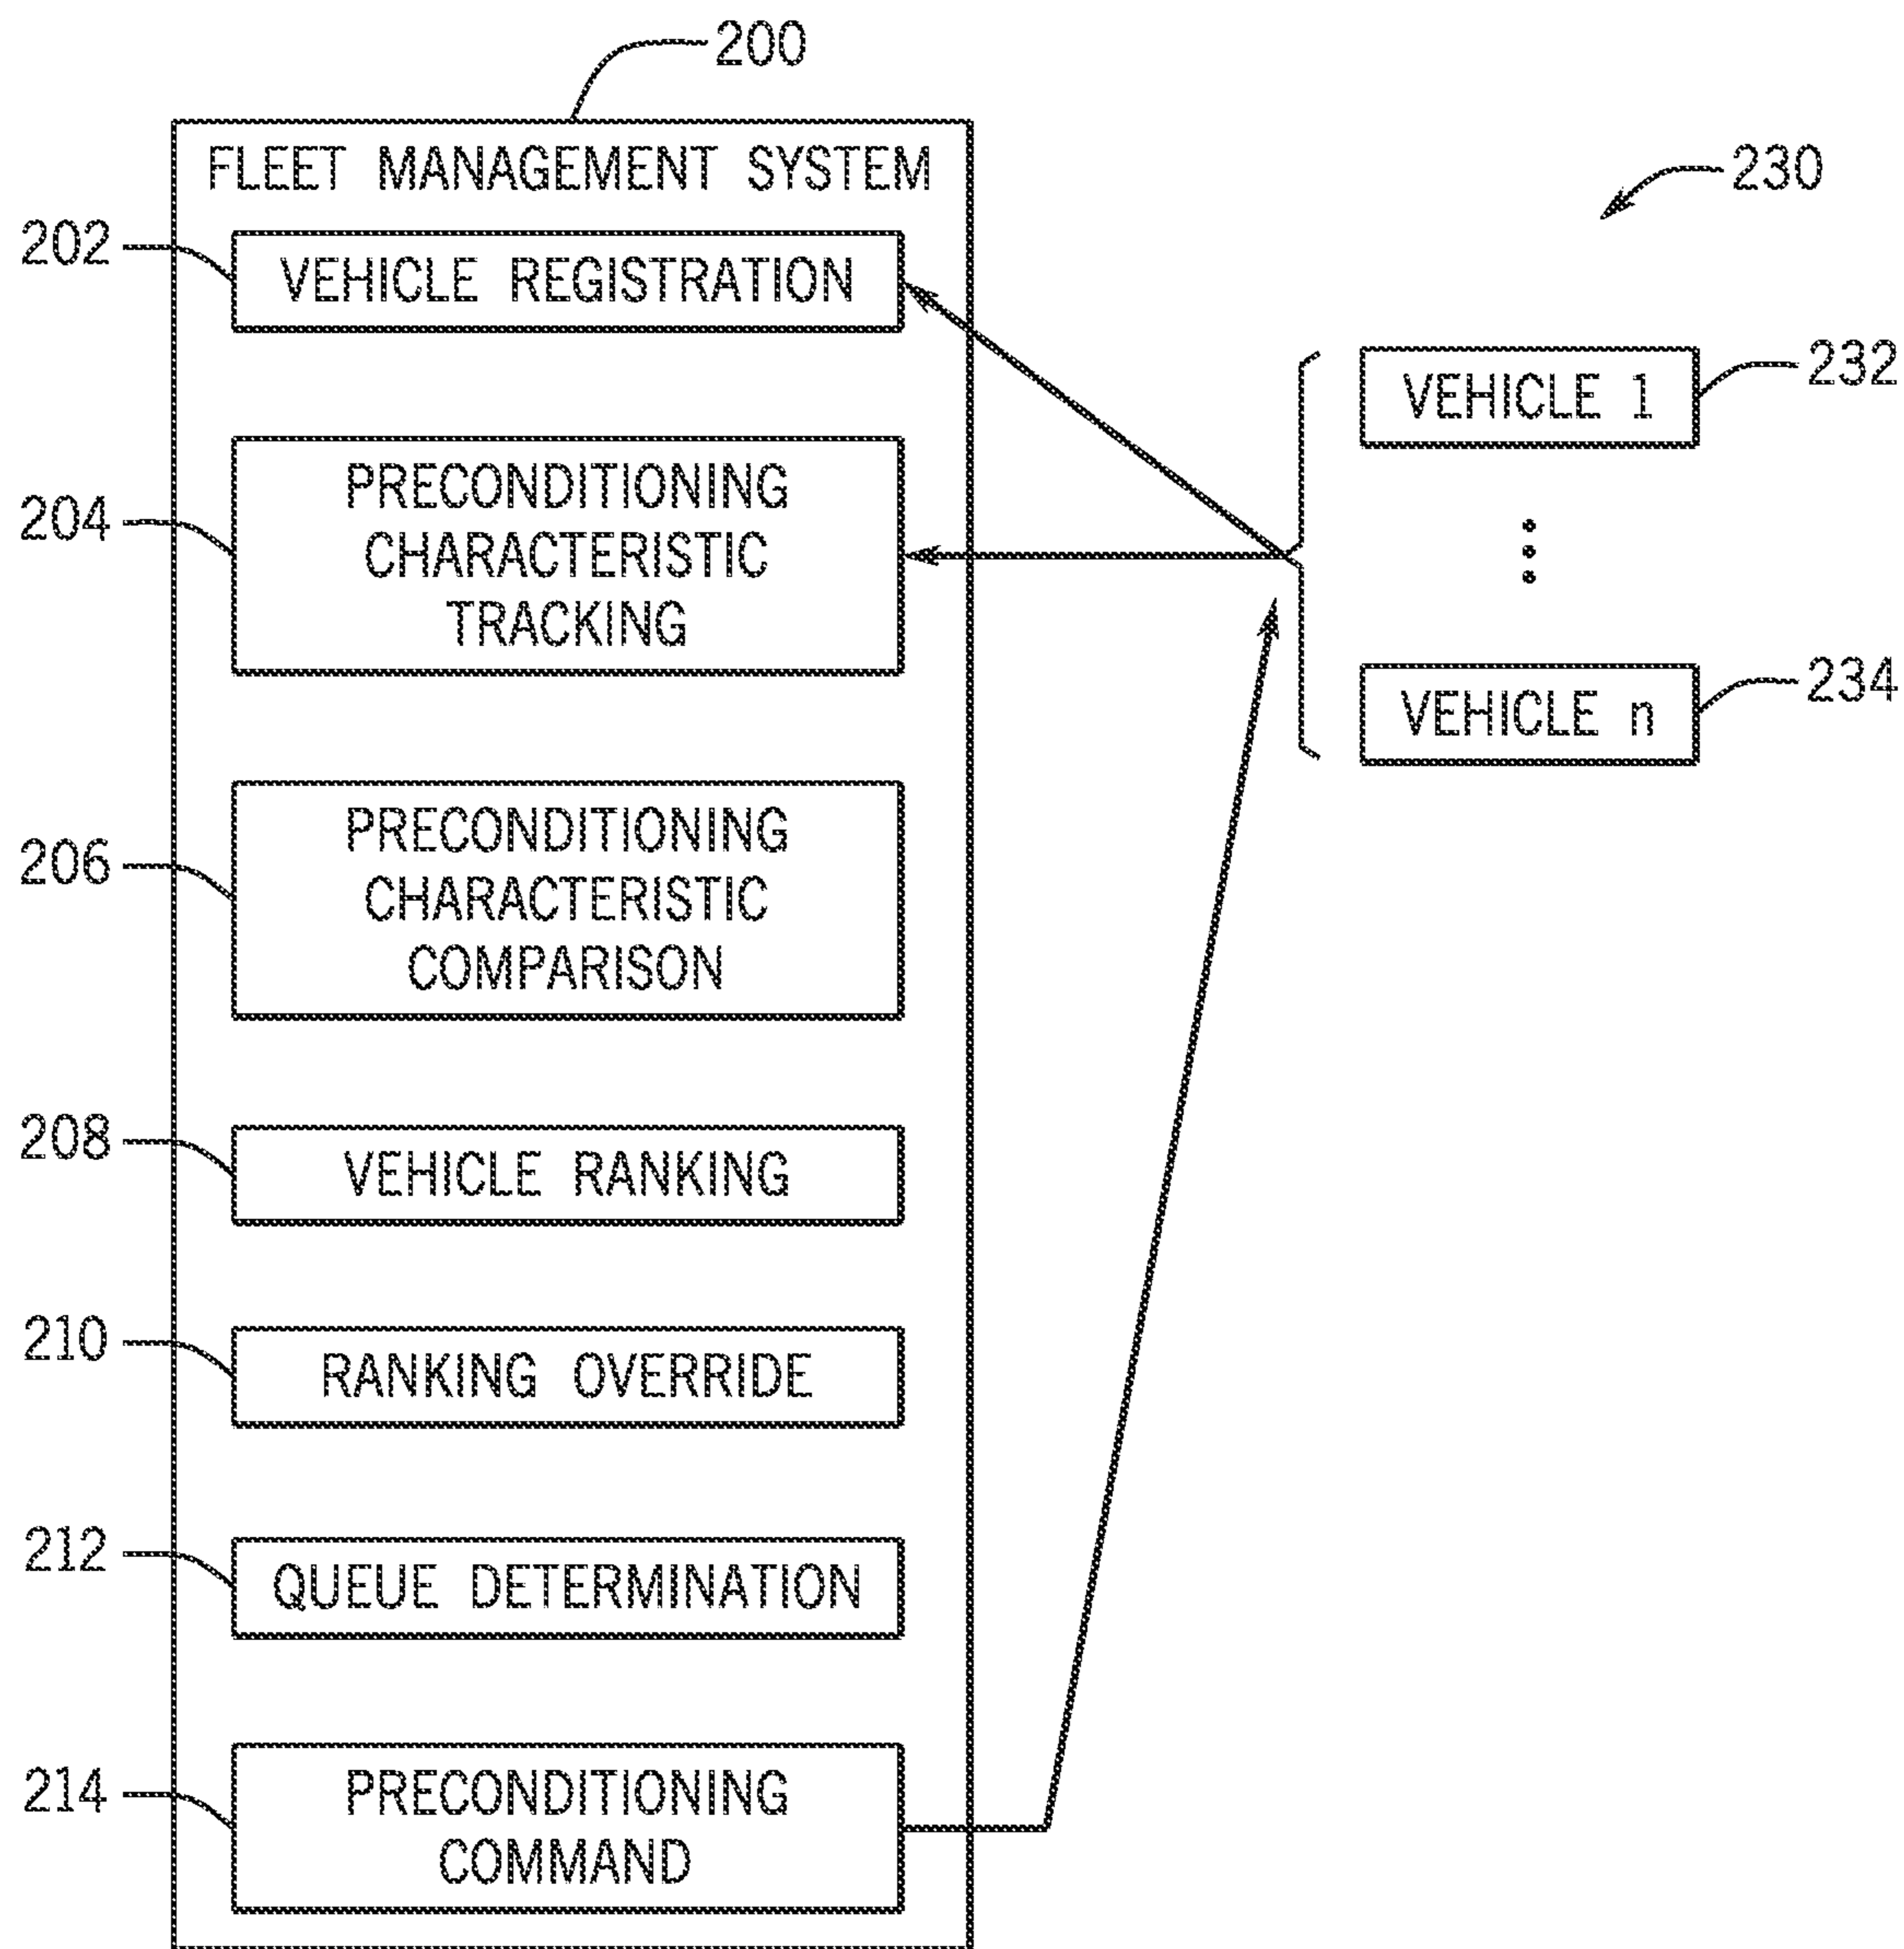 200
FLEET MANAGEMENT SYSTEM
230
202
VEHICLE REGISTRATION
232
VEHICLE 1
204
PRECONDITIONING
CHARACTERISTIC
TRACKING
234
VEHICLE n
206
PRECONDITIONING
CHARACTERISTIC
COMPARISON
208
VEHICLE RANKING
210
RANKING OVERRIDE
212
QUEUE DETERMINATION
214
PRECONDITIONING
COMMAND